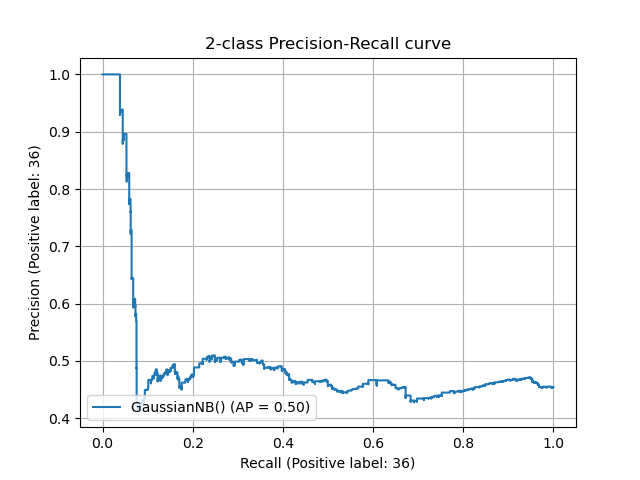 2-class Precision-Recall curve
Precision (Positive label: 36)
1.0
0.9
0.8
0.7
0.6
0.5
0.4
GaussianNB() (AP = 0.50)
0.0 0.2 0.4 0.6 0.8 1.0
Recall (Positive label: 36)